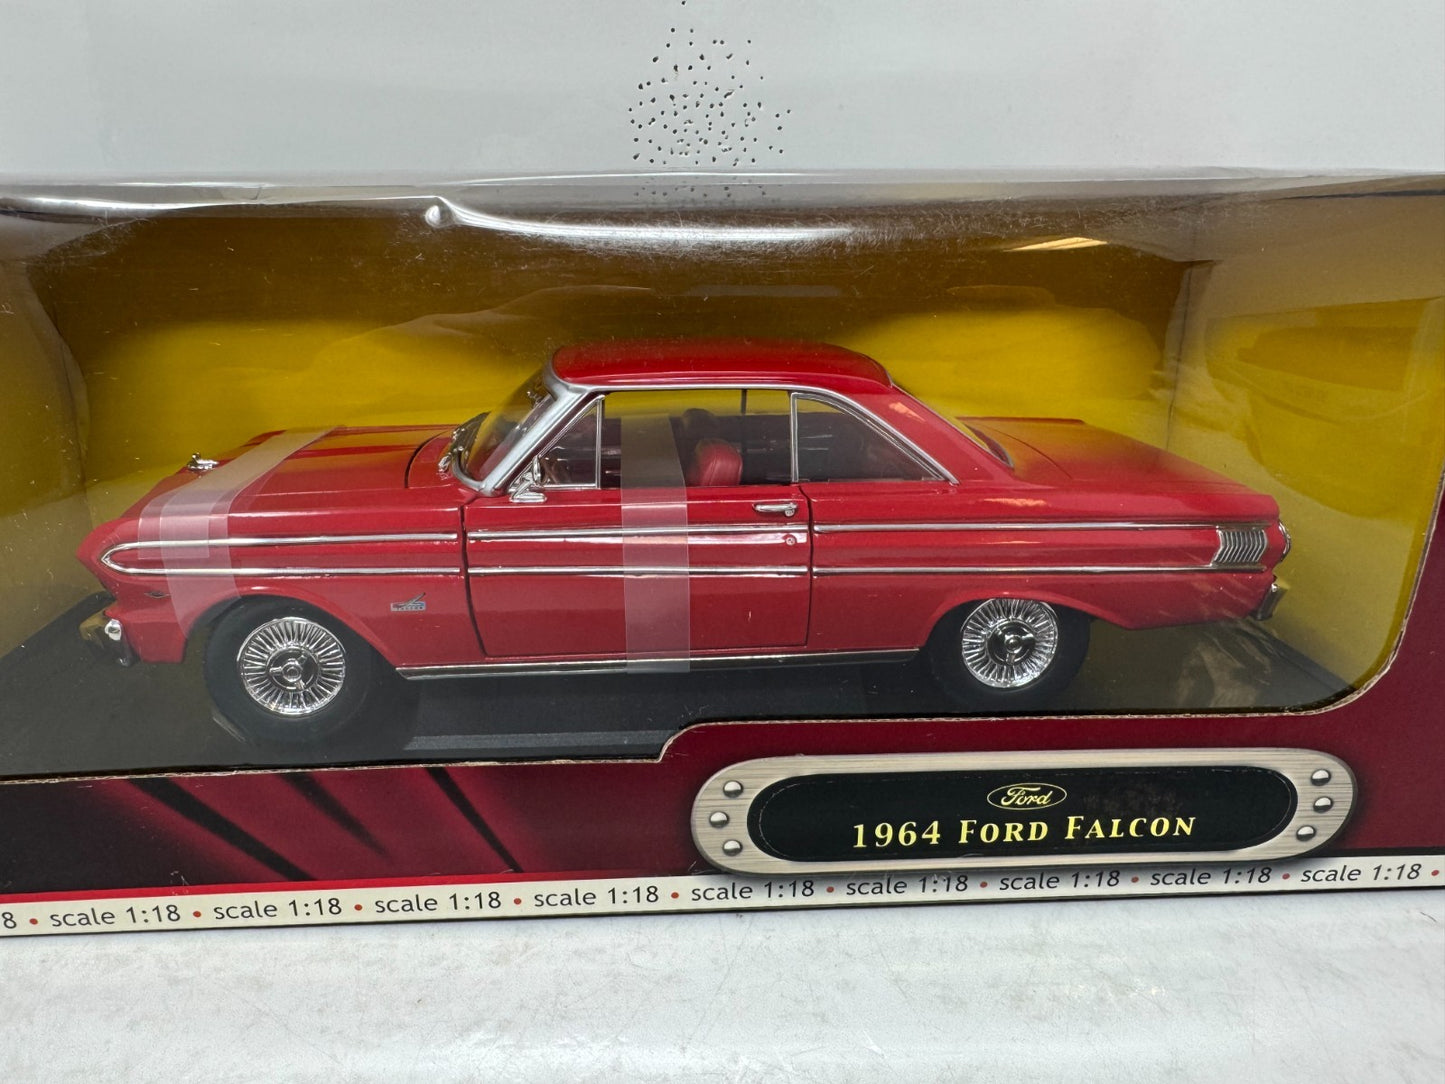 Ford
1964 FORD FALCON
8 • scale 1:18 • scale 1:18 • scale 1:18 • scale 1:18 • scale 1:18 • scale 1:18 • scale 1:18 • scale 1:18 • scale 1:18 •